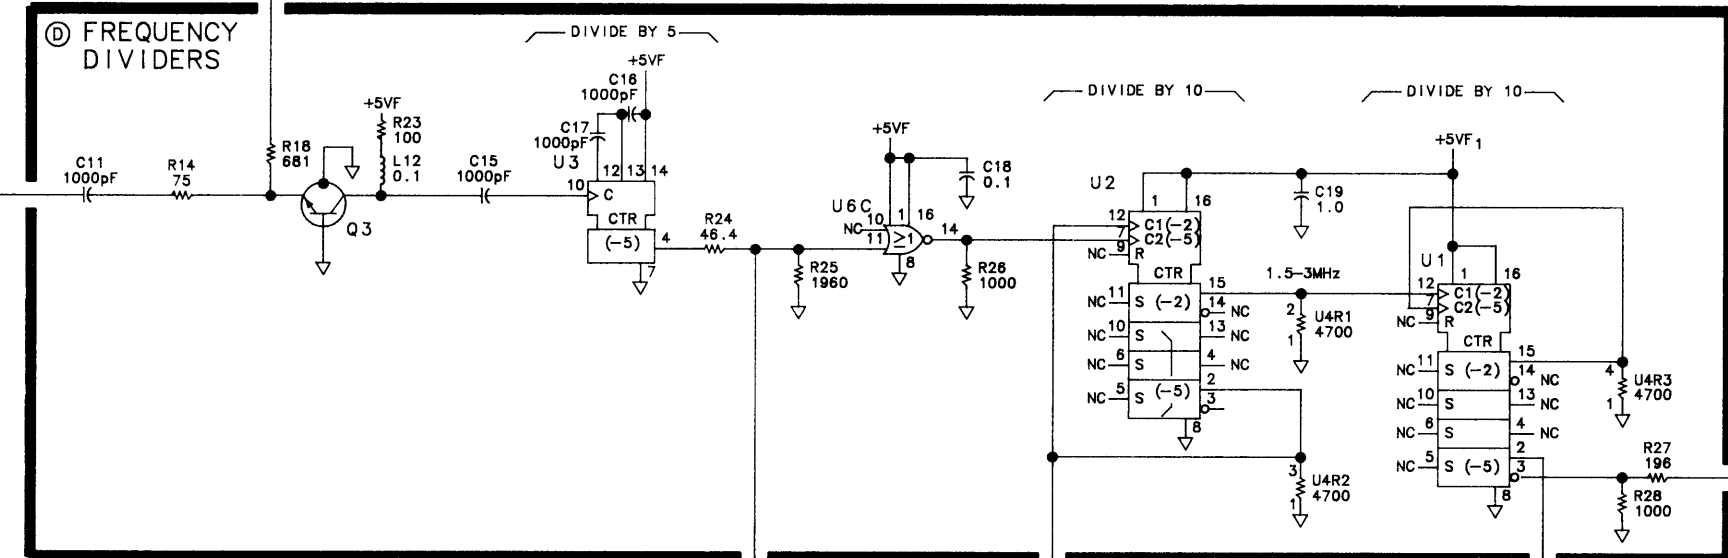 D FREQUENCY
DIVIDERS
DIVIDE BY 5
+5VF
C16
1000pF
C17
1000pF
U3
12 13 14
10 C
CTR
(-5) 4
7
C11
1000pF
R14
75
R18
681
Q3
+5VF
R23
100
L12
0.1
C15
1000pF
R24
46.4
R25
1960
+5VF
C18
0.1
U6C
NC 10
11
1 16
≥1
14
8
R26
1000
DIVIDE BY 10
U2
1 16
12 C1(-2)
7 C2(-5)
NC 9 R
CTR
NC 11 S (-2) 15
14 NC
NC 10 S 13 NC
NC 6 S 4 NC
NC 5 S (-5) 2
3
8
C19
1.0
1.5-3MHz
2
1
U4R1
4700
3
1
U4R2
4700
DIVIDE BY 10
+5VF1
U1
1 16
12 C1(-2)
7 C2(-5)
NC 9 R
CTR
NC 11 S (-2) 15
14 NC
NC 10 S 13 NC
NC 6 S 4 NC
NC 5 S (-5) 2
3
8
4
1
U4R3
4700
R27
196
R28
1000